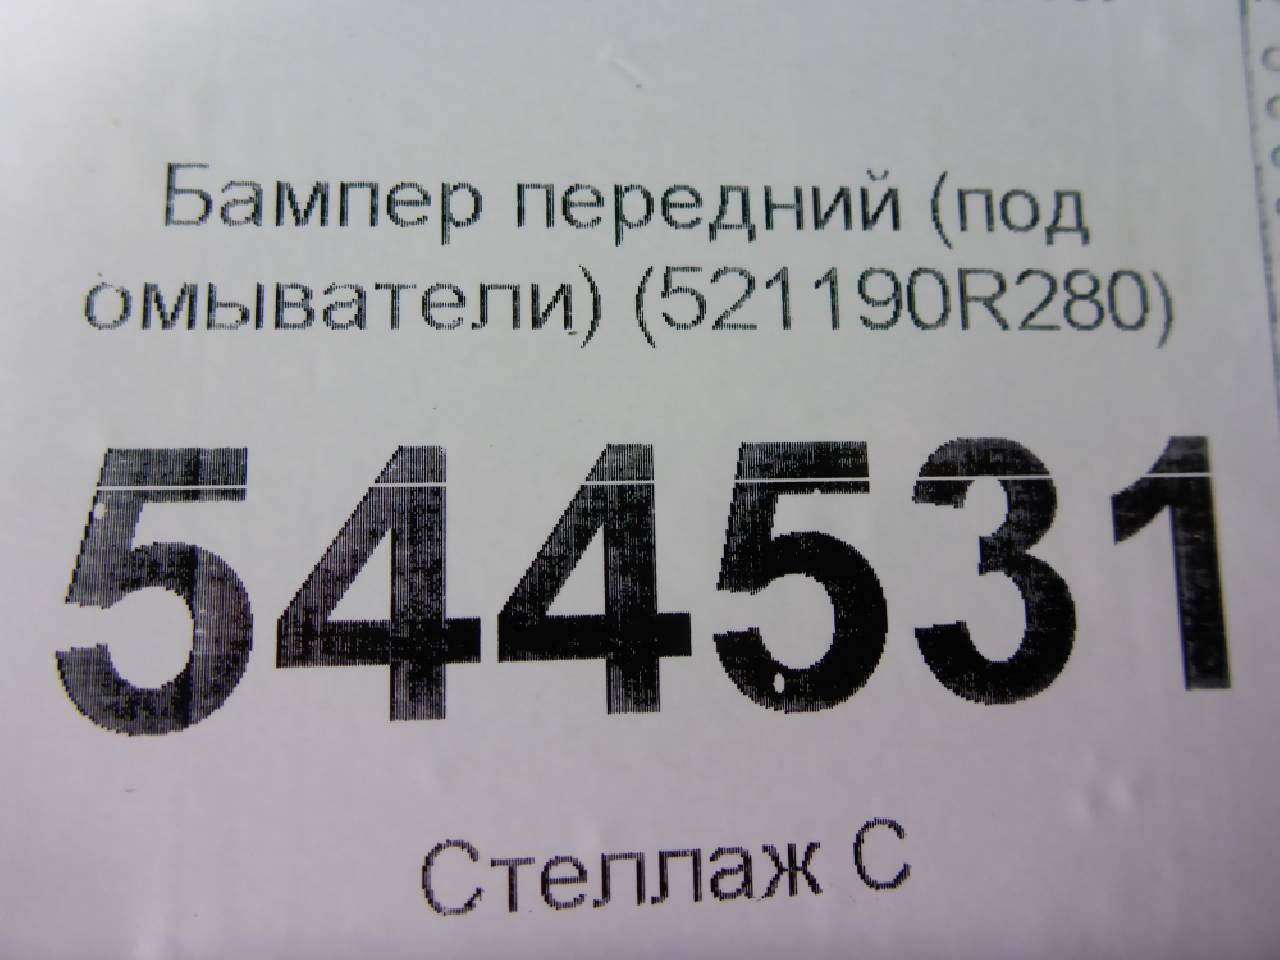 Бампер передний (под
омыватели) (521190R280)
544531
Стеллаж С